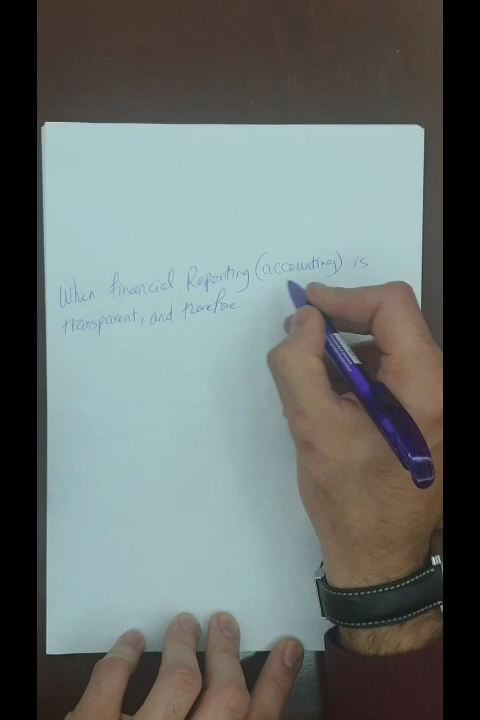 When financial Reporting (accounting) is
transparent, and therefore